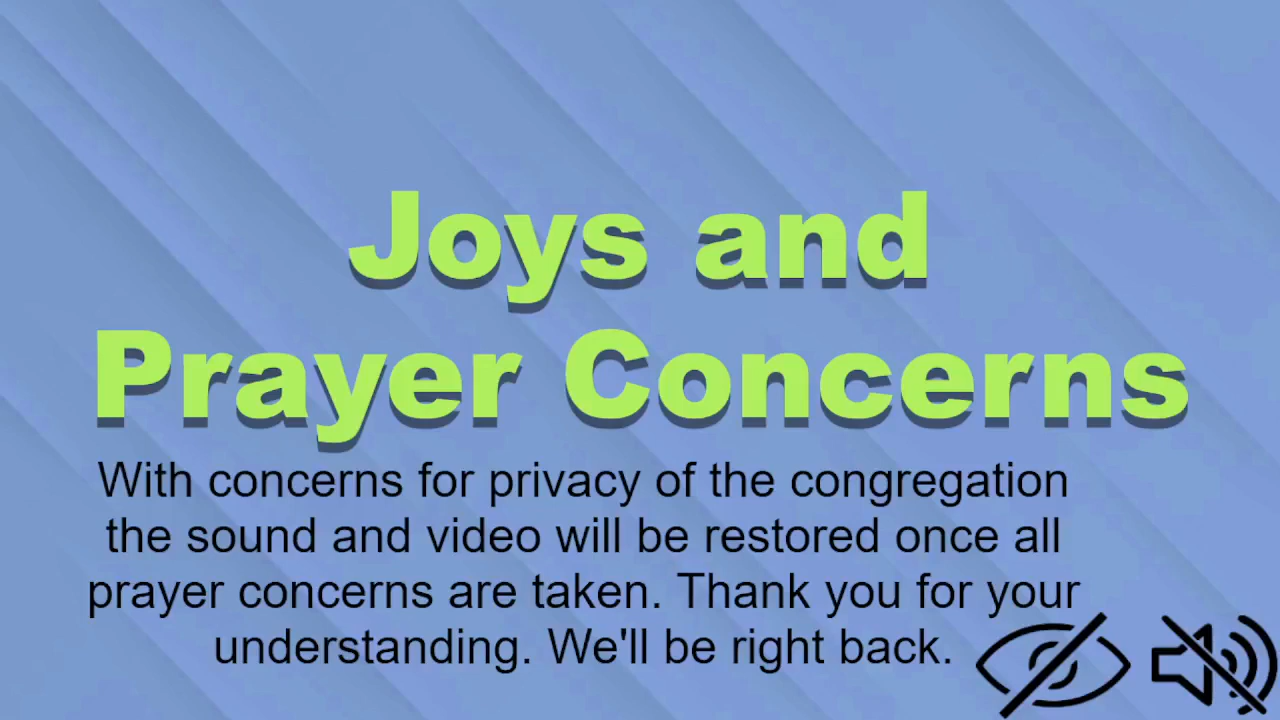 Joys and
Prayer Concerns
With concerns for privacy of the congregation
the sound and video will be restored once all
prayer concerns are taken. Thank you for your
understanding. We'll be right back.